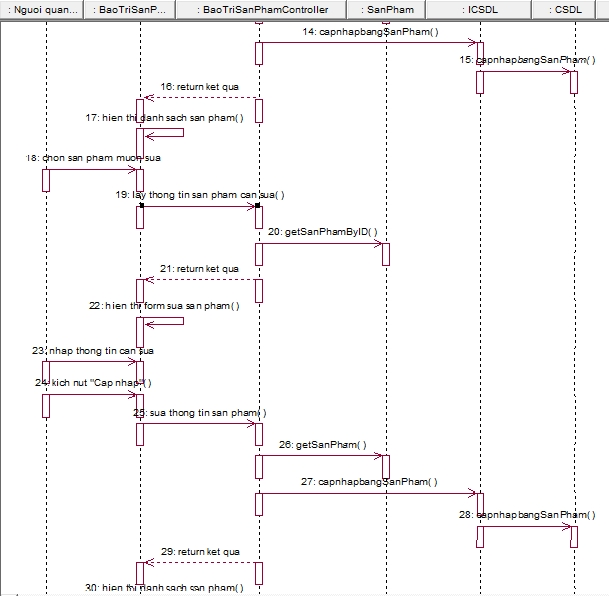 : Nguoi quan...
: BaoTriSanP...
: BaoTriSanPhamController
: SanPham
: ICSDL
: CSDL
14: capnhapbangSanPham( )
15: capnhapbangSanPham( )
16: return ket qua
17: hien thi danh sach san pham( )
18: chon san pham muon sua
19: lay thong tin san pham can sua( )
20: getSanPhamByID( )
21: return ket qua
22: hien thi form sua san pham( )
23: nhap thong tin can sua
24: kich nut "Cap nhap"( )
25: sua thong tin san pham( )
26: getSanPham( )
27: capnhapbangSanPham( )
28: capnhapbangSanPham( )
29: return ket qua
30: hien thi danh sach san pham( )